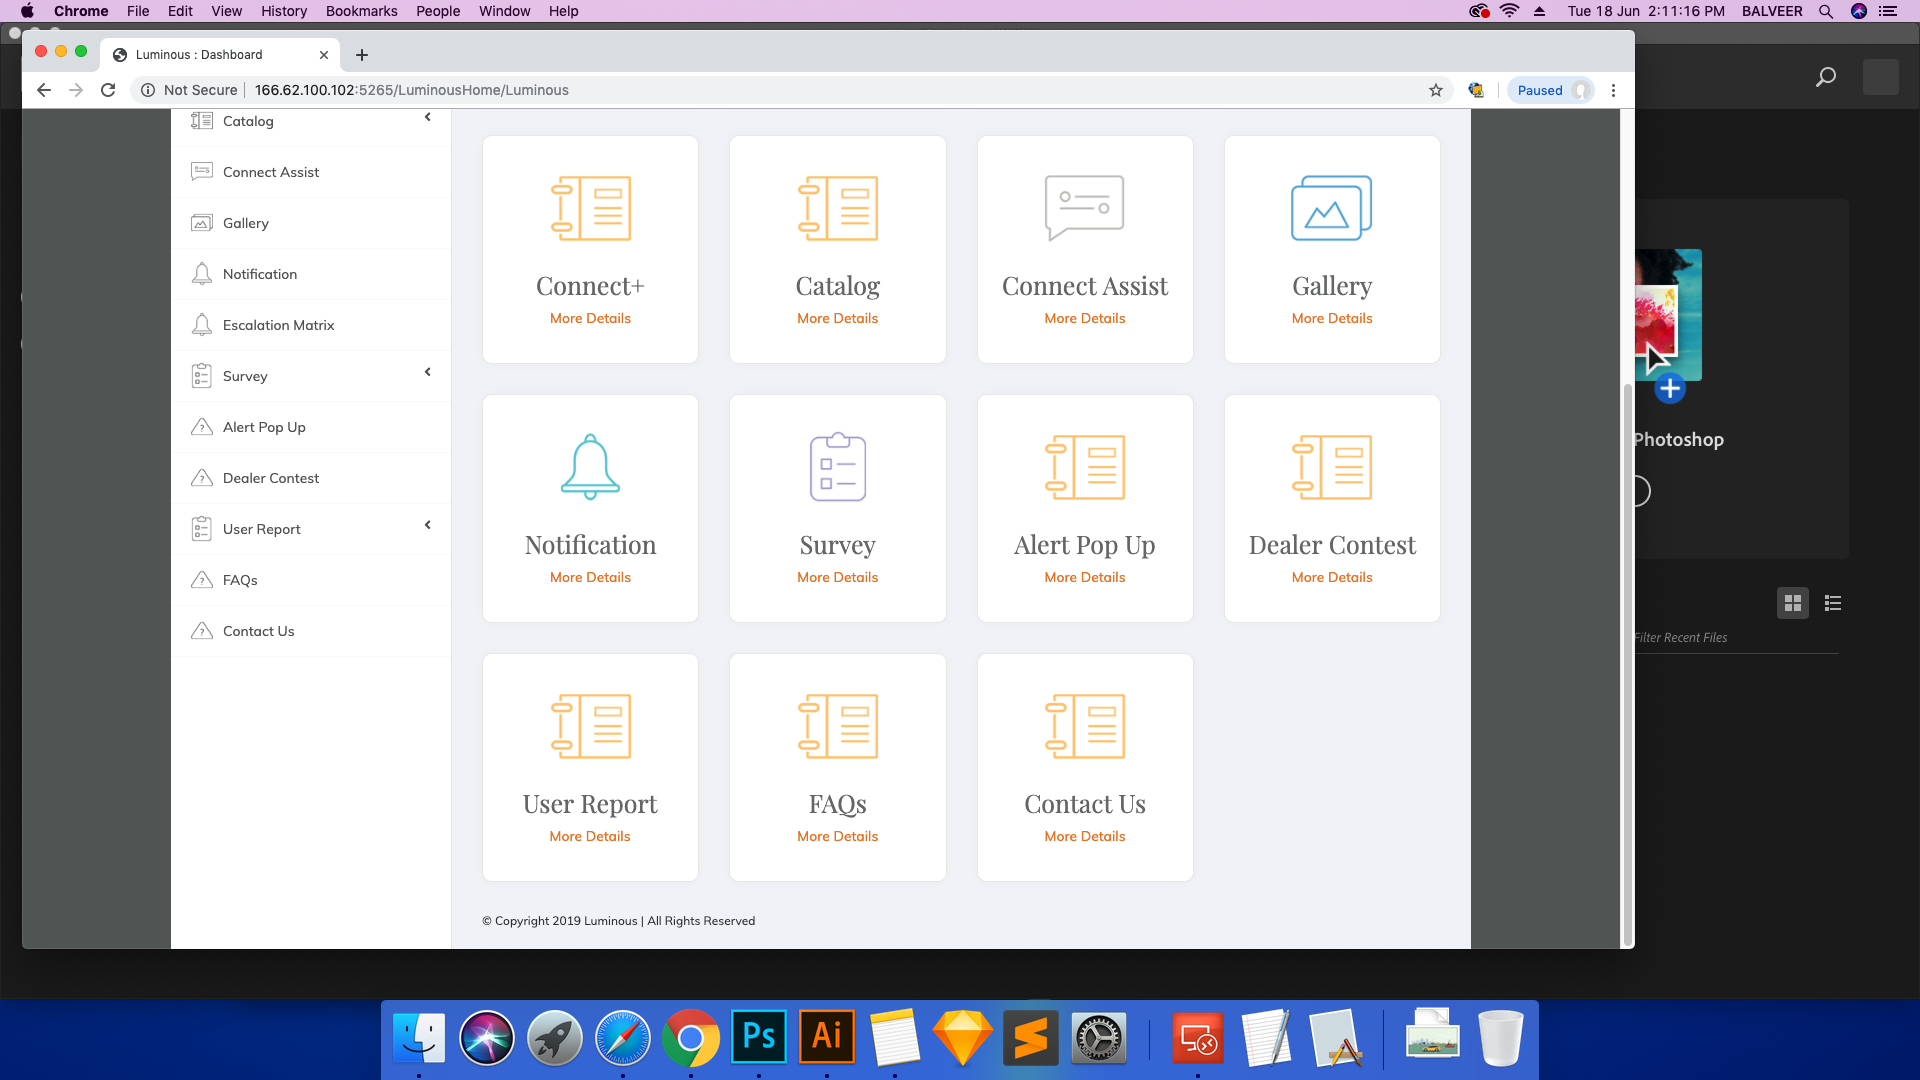 Chrome File Edit View History Bookmarks People Window Help
Tue 18 Jun 2:11:16 PM BALVEER
Luminous : Dashboard
Not Secure 166.62.100.102:5265/LuminousHome/Luminous
Paused
Catalog
Connect Assist
Gallery
Notification
Escalation Matrix
Survey
Alert Pop Up
Dealer Contest
User Report
FAQs
Contact Us
Connect+
More Details
Catalog
More Details
Connect Assist
More Details
Gallery
More Details
Notification
More Details
Survey
More Details
Alert Pop Up
More Details
Dealer Contest
More Details
User Report
More Details
FAQs
More Details
Contact Us
More Details
© Copyright 2019 Luminous | All Rights Reserved
Photoshop
Filter Recent Files
Ps
Ai